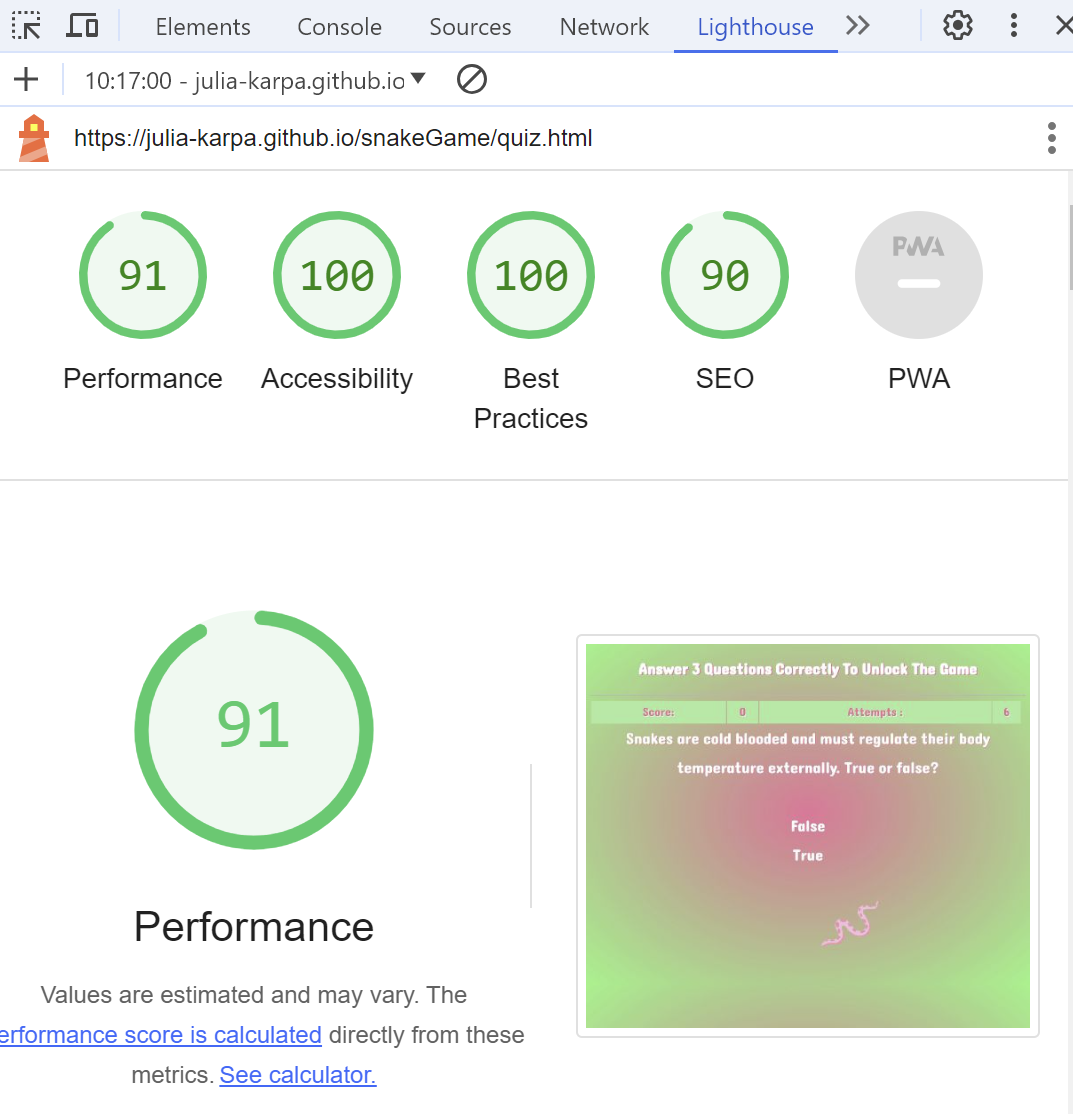 Elements Console Sources Network Lighthouse
10:17:00 - julia-karpa.github.io
https://julia-karpa.github.io/snakeGame/quiz.html
91 100 100 90 PWA
Performance Accessibility Best Practices SEO PWA
91
Performance
Values are estimated and may vary. The
erformance score is calculated directly from these
metrics. See calculator.
Answer 3 Questions Correctly To Unlock The Game
Score: 0 Attempts : 6
Snakes are cold blooded and must regulate their body
temperature externally. True or false?
False
True